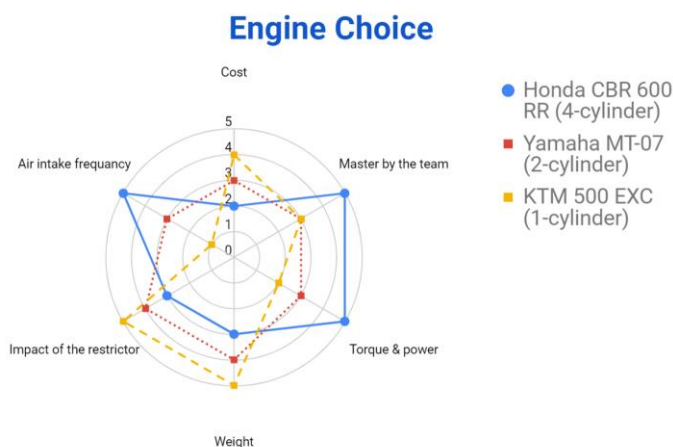 Engine Choice
Cost
Honda CBR 600
RR (4-cylinder)
Yamaha MT-07
(2-cylinder)
KTM 500 EXC
(1-cylinder)
5
4
3
2
1
0
Air intake frequancy
Master by the team
Impact of the restrictor
Torque & power
Weight